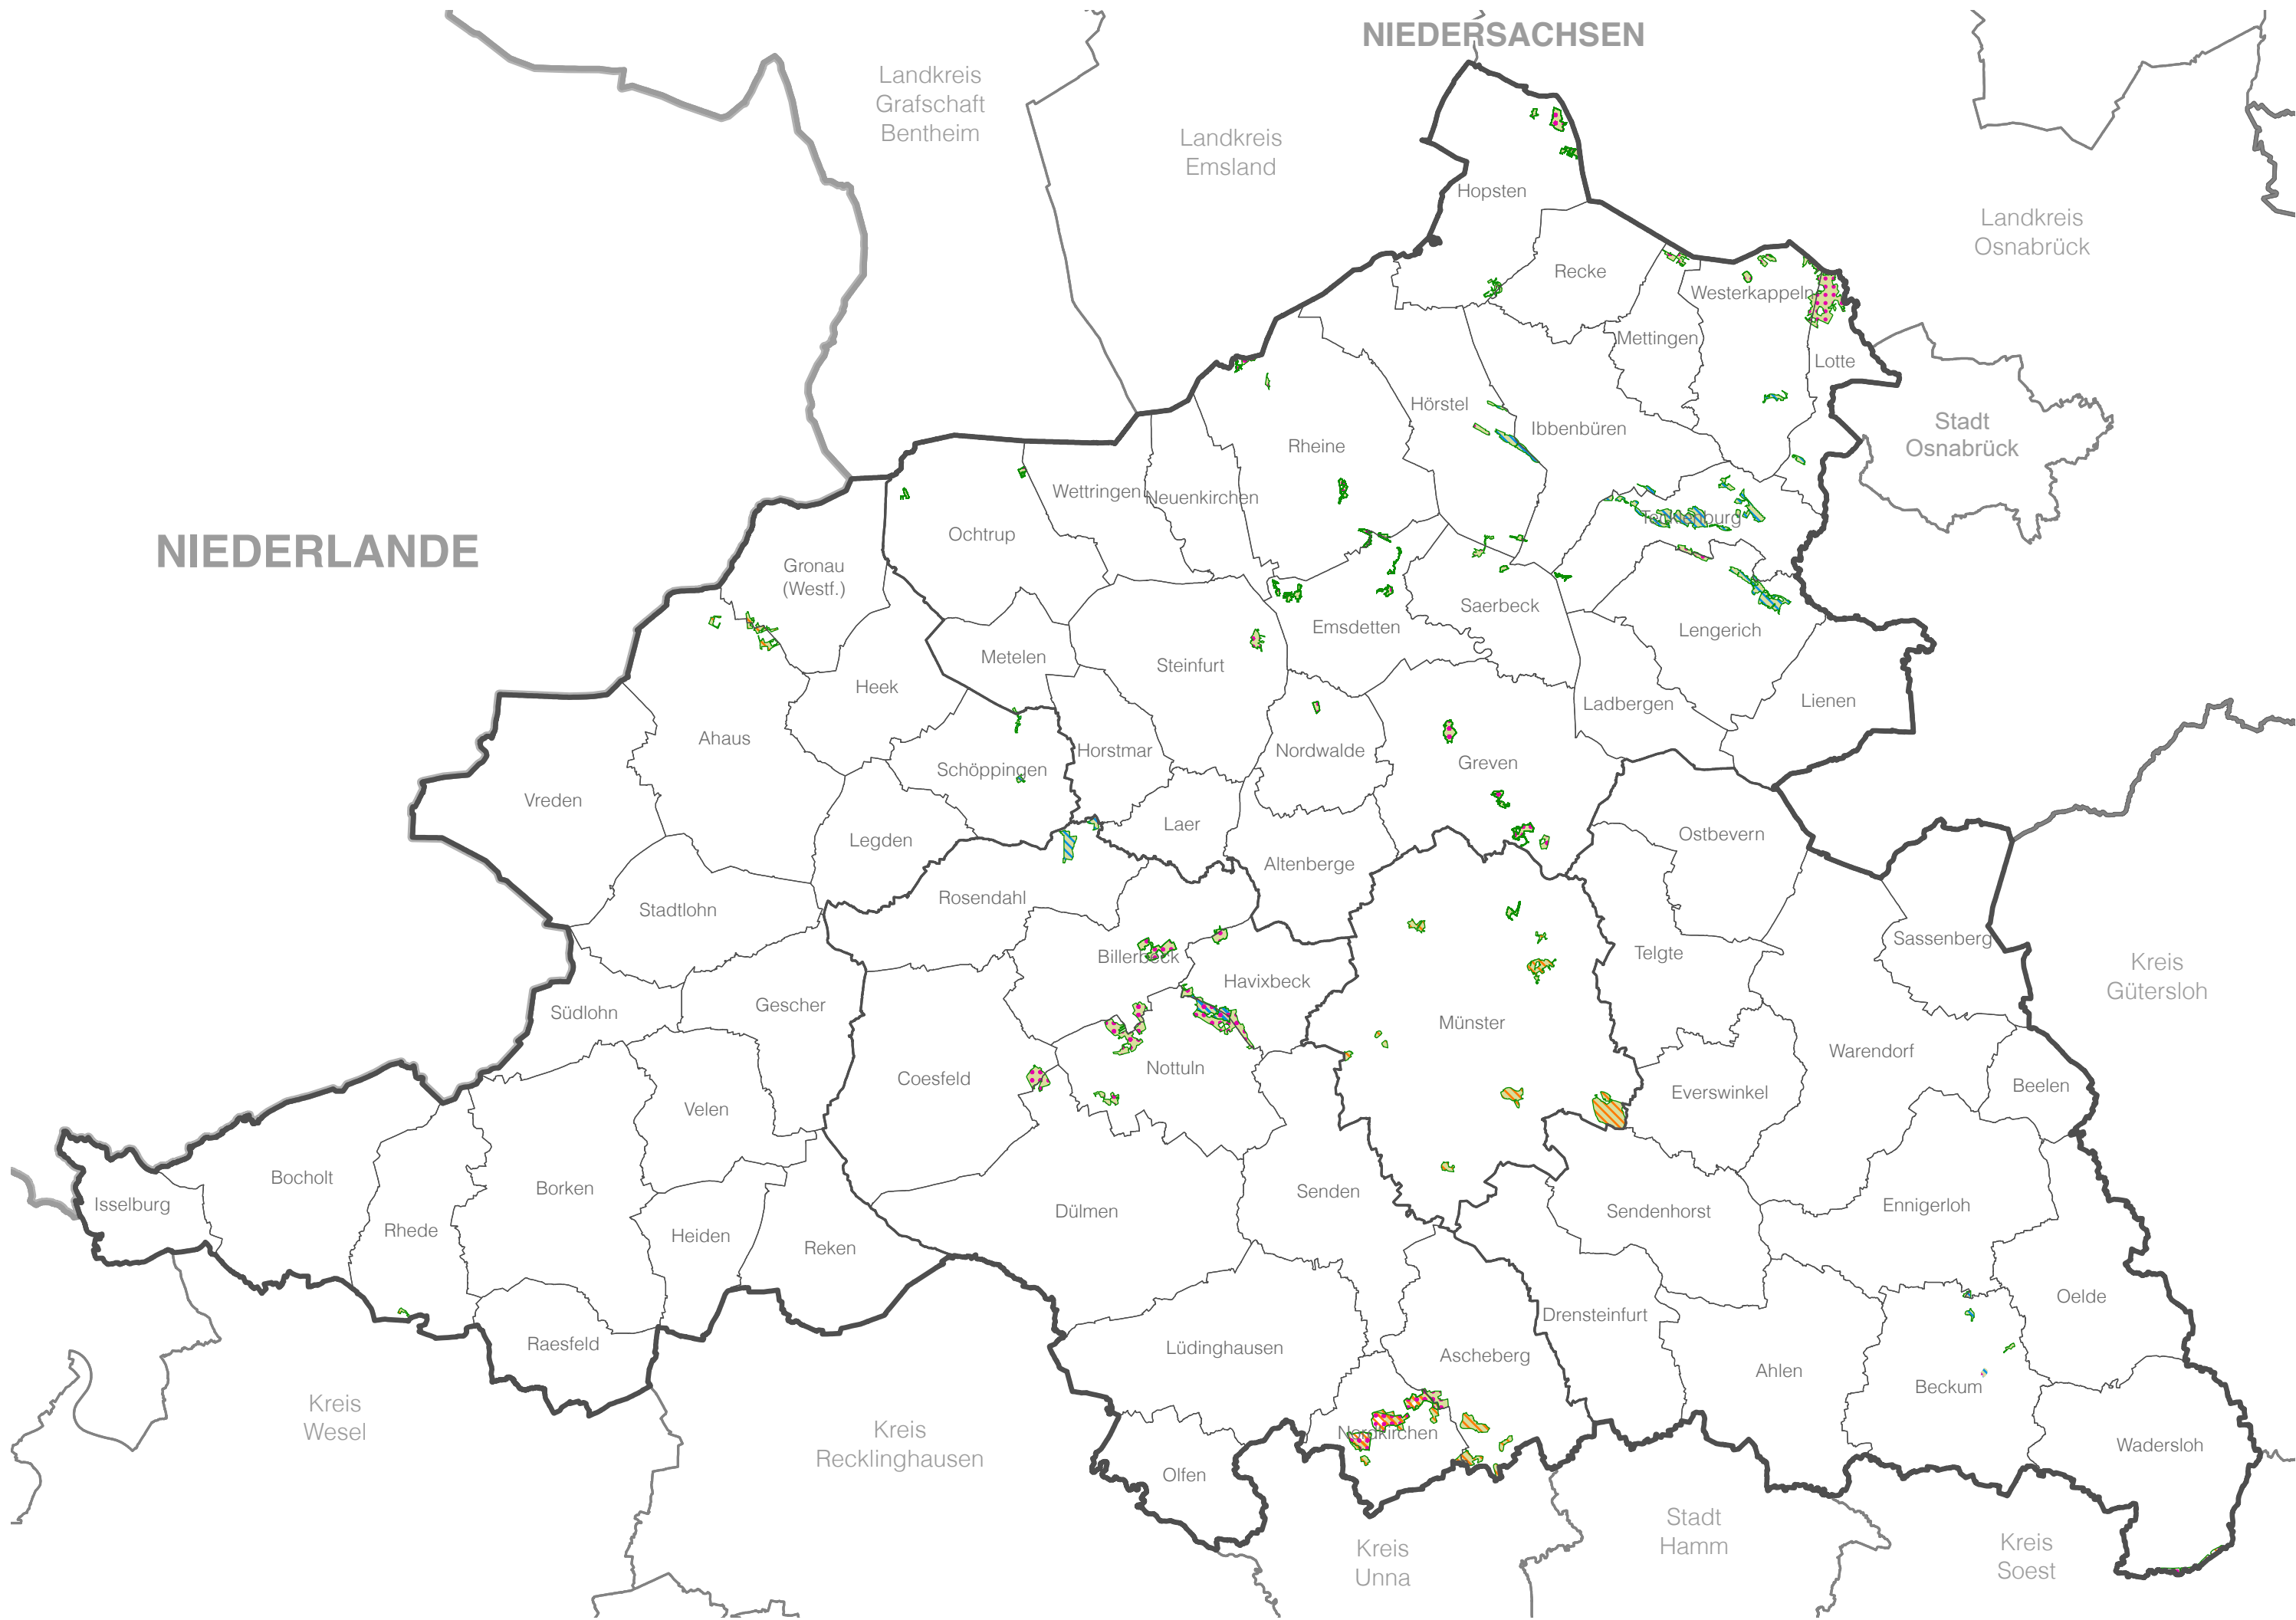 NIEDERSACHSEN
Landkreis
Grafschaft
Bentheim
Landkreis
Emsland
Hopsten
Landkreis
Osnabrück
Recke
Westerkappeln
Mettingen
Lotte
Hörstel
Ibbenbüren
Stadt
Osnabrück
Rheine
Wettringen
Neuenkirchen
Tecklenburg
Ochtrup
NIEDERLANDE
Gronau
(Westf.)
Saerbeck
Emsdetten
Lengerich
Metelen
Steinfurt
Heek
Lienen
Ladbergen
Ahaus
Horstmar
Nordwalde
Greven
Schöppingen
Vreden
Laer
Ostbevern
Legden
Altenberge
Rosendahl
Stadtlohn
Sassenberg
Telgte
Billerbeck
Kreis
Gütersloh
Havixbeck
Gescher
Südlohn
Münster
Warendorf
Nottuln
Coesfeld
Beelen
Everswinkel
Velen
Bocholt
Borken
Isselburg
Senden
Dülmen
Sendenhorst
Ennigerloh
Rhede
Heiden
Reken
Oelde
Drensteinfurt
Raesfeld
Lüdinghausen
Ascheberg
Ahlen
Beckum
Kreis
Wesel
Kreis
Recklinghausen
Nordkirchen
Wadersloh
Olfen
Stadt
Hamm
Kreis
Unna
Kreis
Soest